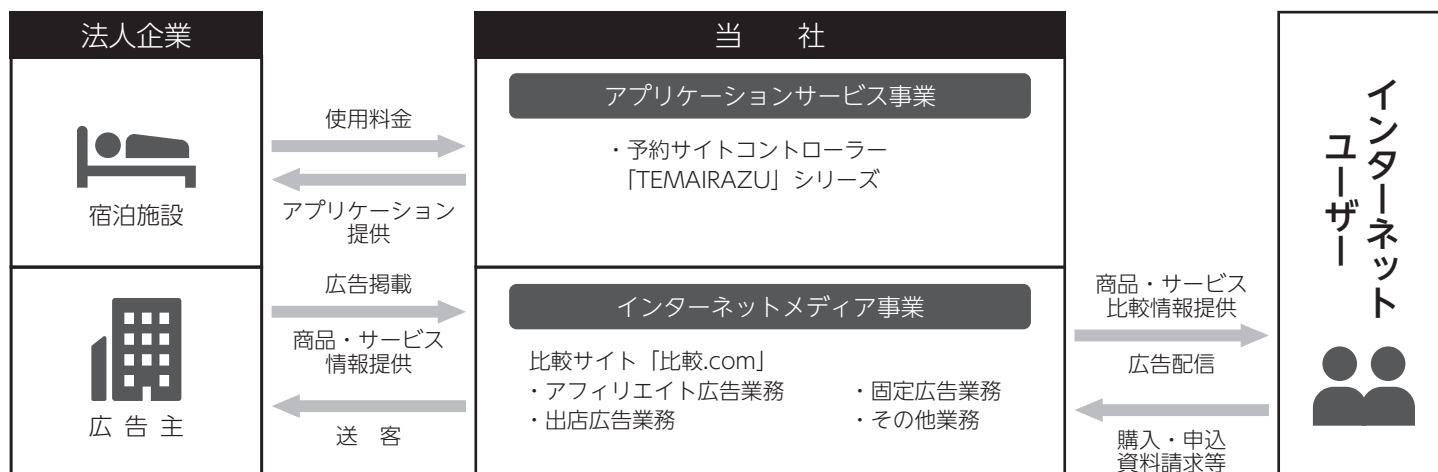 法人企業
宿泊施設
広告主
使用料金
アプリケーション
提供
広告掲載
商品・サービス
情報提供
送 客
当 社
アプリケーションサービス事業
・予約サイトコントローラー
「TEMAIRAZU」シリーズ
インターネットメディア事業
比較サイト「比較.com」
・アフィリエイト広告業務 ・固定広告業務
・出店広告業務 ・その他業務
商品・サービス
比較情報提供
広告配信
購入・申込
資料請求等
インターネット
ユーザー